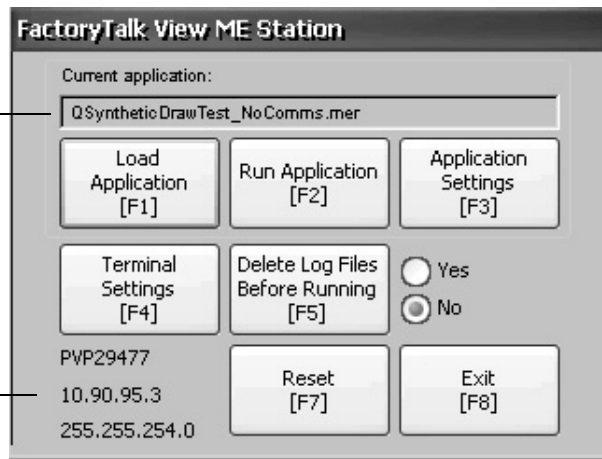 FactoryTalk View ME Station
Current application:
QSyntheticDrawTest_NoComms.mer
Load
Application
[F1]
Run Application
[F2]
Application
Settings
[F3]
Terminal
Settings
[F4]
Delete Log Files
Before Running
[F5]
Yes
No
PVP29477
10.90.95.3
255.255.254.0
Reset
[F7]
Exit
[F8]